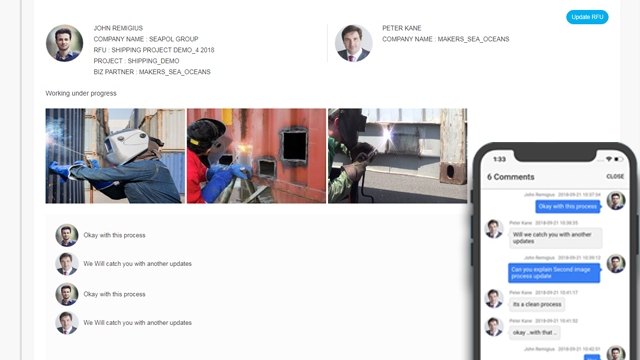 Update RFU
JOHN REMIGIUS
COMPANY NAME : SEAPOL GROUP
RFU : SHIPPING PROJECT DEMO_4 2018
PROJECT : SHIPPING_DEMO
BIZ PARTNER : MAKERS_SEA_OCEANS
PETER KANE
COMPANY NAME : MAKERS_SEA_OCEANS
Working under progress
Okay with this process
We Will catch you with another updates
Okay with this process
We Will catch you with another updates
1:33
6 Comments
CLOSE
John Remigius 2018-09-21 10:37:34
Okay with this process
Peter Kane 2018-09-21 10:38:35
Will we catch you with another
updates
John Remigius 2018-09-21 10:39:12
Can you explain Second image
process update
Peter Kane 2018-09-21 10:41:17
its a clean process
Peter Kane 2018-09-21 10:41:52
okay ..with that ..
John Remigius 2018-09-21 10:42:51